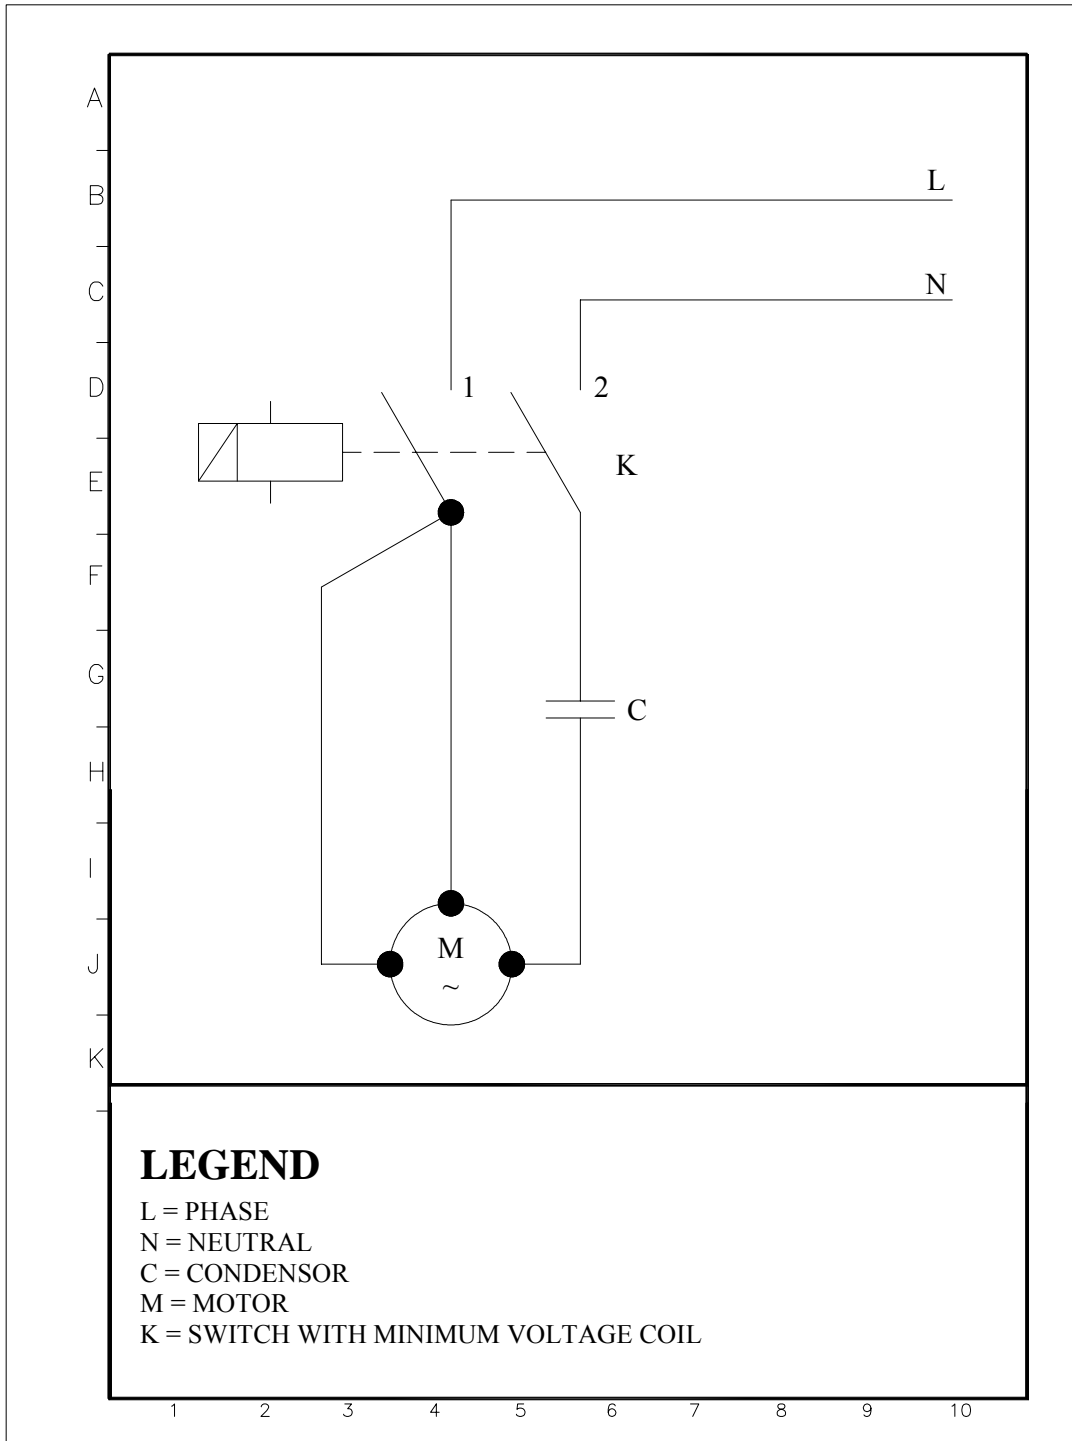 A
B
L
C
N
D
1
2
K
E
F
G
C
H
I
M
J
~
K
LEGEND
L = PHASE
N = NEUTRAL
C = CONDENSOR
M = MOTOR
K = SWITCH WITH MINIMUM VOLTAGE COIL
1 2 3 4 5 6 7 8 9 10